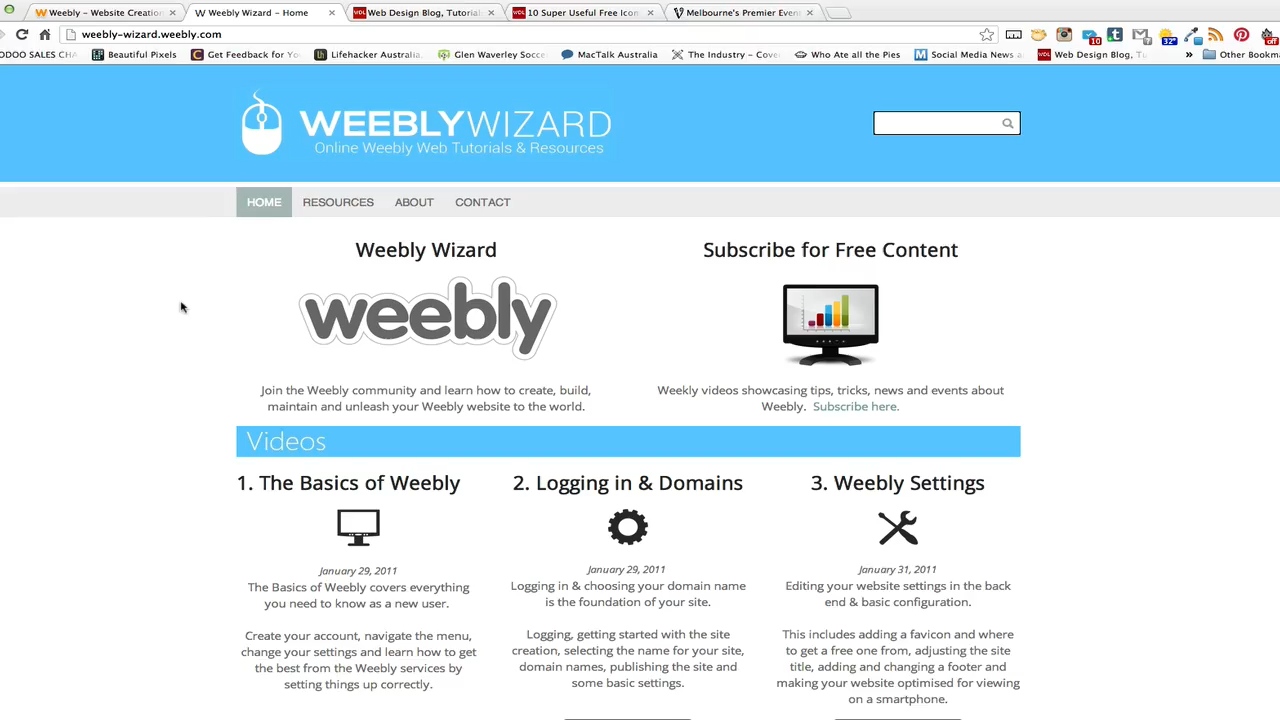 Weebly – Website Creation
Weebly Wizard – Home
Web Design Blog, Tutorial
10 Super Useful Free Icon
Melbourne's Premier Even
weebly-wizard.weebly.com
10
32°
off
ODOO SALES CHA
Beautiful Pixels
Get Feedback for Yo
Lifehacker Australia,
Glen Waverley Socce
MacTalk Australia
The Industry – Cove
Who Ate all the Pies
Social Media News a
Web Design Blog, Tu
»
Other Bookma
WEEBLYWIZARD
Online Weebly Web Tutorials & Resources
HOME
RESOURCES
ABOUT
CONTACT
Weebly Wizard
weebly
Join the Weebly community and learn how to create, build,
maintain and unleash your Weebly website to the world.
Subscribe for Free Content
Weekly videos showcasing tips, tricks, news and events about
Weebly. Subscribe here.
Videos
1. The Basics of Weebly
January 29, 2011
The Basics of Weebly covers everything
you need to know as a new user.
Create your account, navigate the menu,
change your settings and learn how to get
the best from the Weebly services by
setting things up correctly.
2. Logging in & Domains
January 29, 2011
Logging in & choosing your domain name
is the foundation of your site.
Logging, getting started with the site
creation, selecting the name for your site,
domain names, publishing the site and
some basic settings.
3. Weebly Settings
January 31, 2011
Editing your website settings in the back
end & basic configuration.
This includes adding a favicon and where
to get a free one from, adjusting the site
title, adding and changing a footer and
making your website optimised for viewing
on a smartphone.